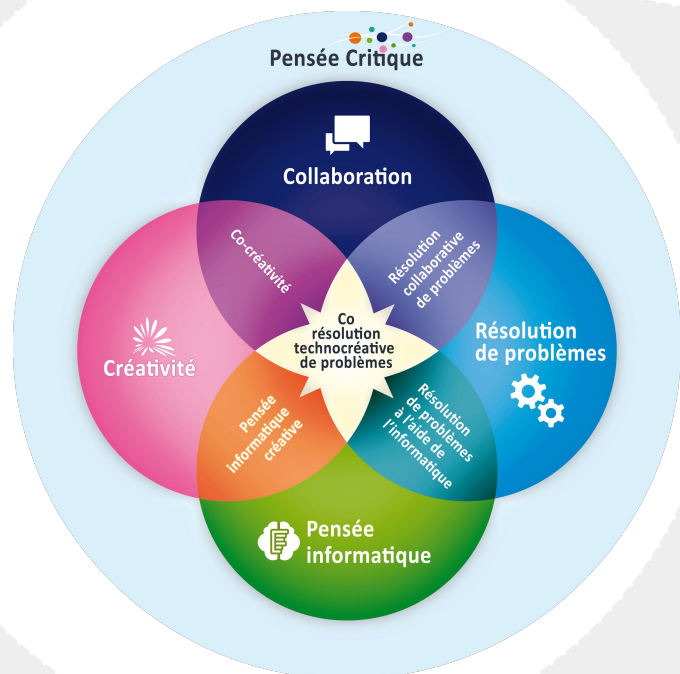 Pensée Critique
Collaboration
Co-créativité
Résolution
collaborative
de problèmes
Co
résolution
technocréative
de problèmes
Résolution
de problèmes
Créativité
Pensée
informatique
créative
Résolution
de problèmes
à l'aide de
l'informatique
Pensée
informatique